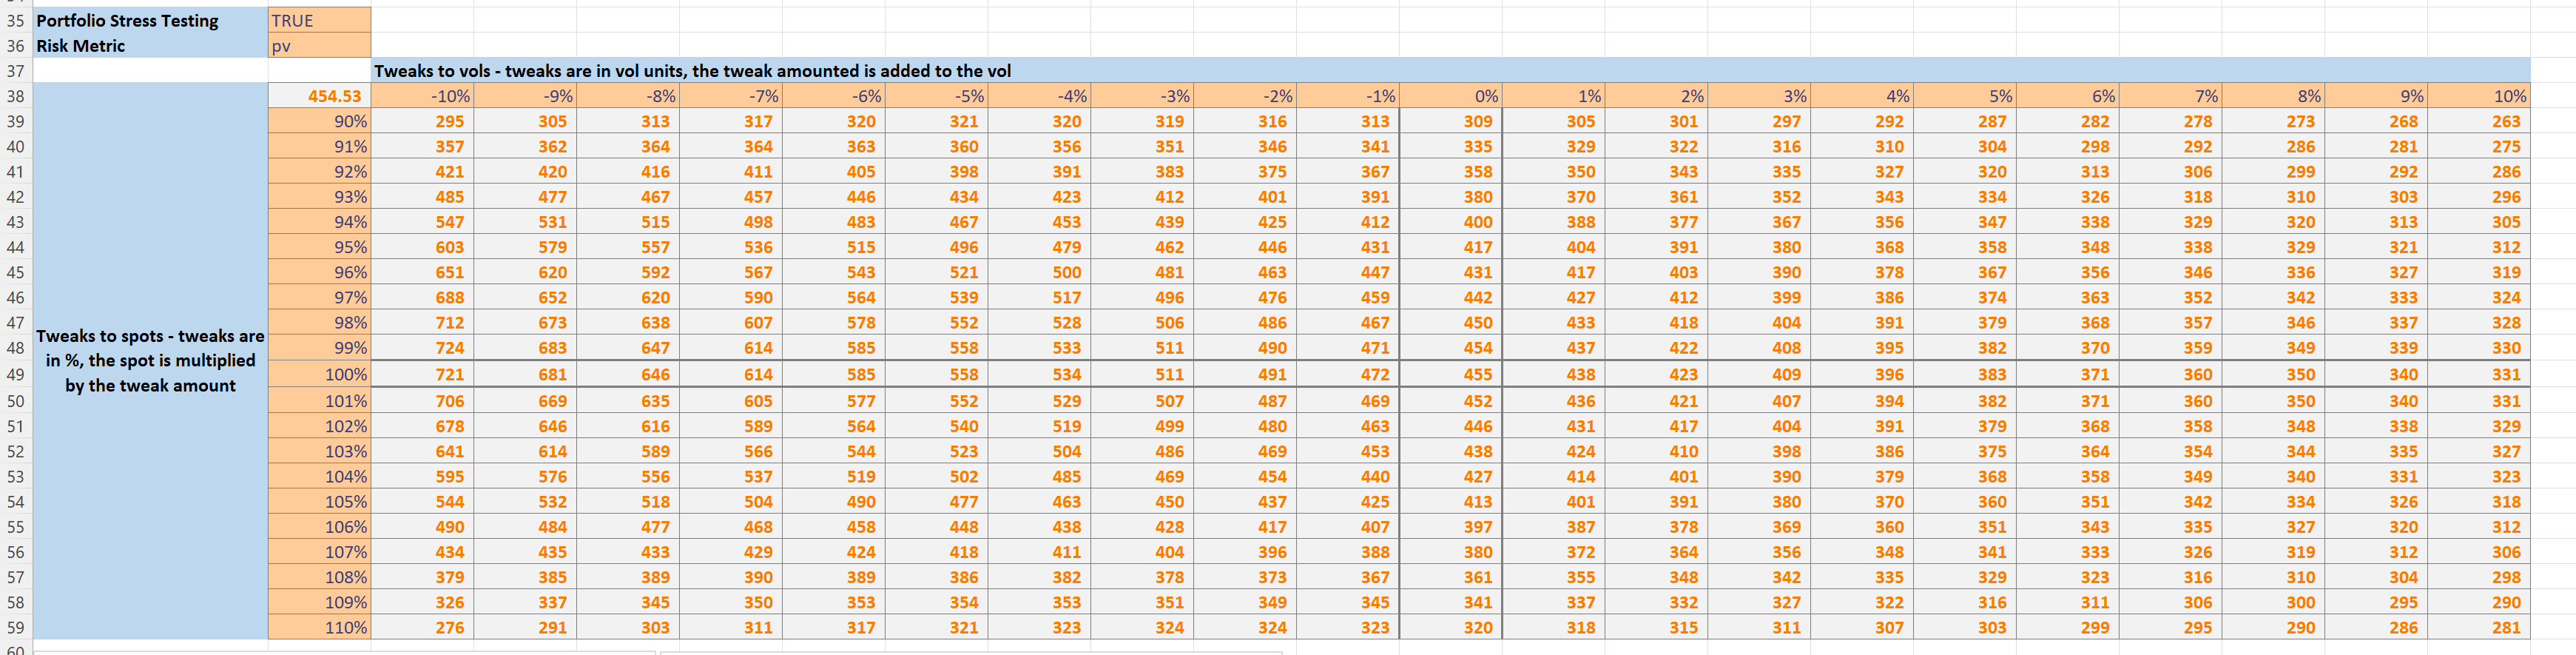 35 Portfolio Stress Testing TRUE
36 Risk Metric pv
37 Tweaks to vols - tweaks are in vol units, the tweak amounted is added to the vol
38 454.53 -10% -9% -8% -7% -6% -5% -4% -3% -2% -1% 0% 1% 2% 3% 4% 5% 6% 7% 8% 9% 10%
39 90% 295 305 313 317 320 321 320 319 316 313 309 305 301 297 292 287 282 278 273 268 263
40 91% 357 362 364 364 363 360 356 351 346 341 335 329 322 316 310 304 298 292 286 281 275
41 92% 421 420 416 411 405 398 391 383 375 367 358 350 343 335 327 320 313 306 299 292 286
42 93% 485 477 467 457 446 434 423 412 401 391 380 370 361 352 343 334 326 318 310 303 296
43 94% 547 531 515 498 483 467 453 439 425 412 400 388 377 367 356 347 338 329 320 313 305
44 95% 603 579 557 536 515 496 479 462 446 431 417 404 391 380 368 358 348 338 329 321 312
45 96% 651 620 592 567 543 521 500 481 463 447 431 417 403 390 378 367 356 346 336 327 319
46 97% 688 652 620 590 564 539 517 496 476 459 442 427 412 399 386 374 363 352 342 333 324
47 98% 712 673 638 607 578 552 528 506 486 467 450 433 418 404 391 379 368 357 346 337 328
Tweaks to spots - tweaks are
48 99% 724 683 647 614 585 558 533 511 490 471 454 437 422 408 395 382 370 359 349 339 330
in %, the spot is multiplied
49 100% 721 681 646 614 585 558 534 511 491 472 455 438 423 409 396 383 371 360 350 340 331
by the tweak amount
50 101% 706 669 635 605 577 552 529 507 487 469 452 436 421 407 394 382 371 360 350 340 331
51 102% 678 646 616 589 564 540 519 499 480 463 446 431 417 404 391 379 368 358 348 338 329
52 103% 641 614 589 566 544 523 504 486 469 453 438 424 410 398 386 375 364 354 344 335 327
53 104% 595 576 556 537 519 502 485 469 454 440 427 414 401 390 379 368 358 349 340 331 323
54 105% 544 532 518 504 490 477 463 450 437 425 413 401 391 380 370 360 351 342 334 326 318
55 106% 490 484 477 468 458 448 438 428 417 407 397 387 378 369 360 351 343 335 327 320 312
56 107% 434 435 433 429 424 418 411 404 396 388 380 372 364 356 348 341 333 326 319 312 306
57 108% 379 385 389 390 389 386 382 378 373 367 361 355 348 342 335 329 323 316 310 304 298
58 109% 326 337 345 350 353 354 353 351 349 345 341 337 332 327 322 316 311 306 300 295 290
59 110% 276 291 303 311 317 321 323 324 324 323 320 318 315 311 307 303 299 295 290 286 281